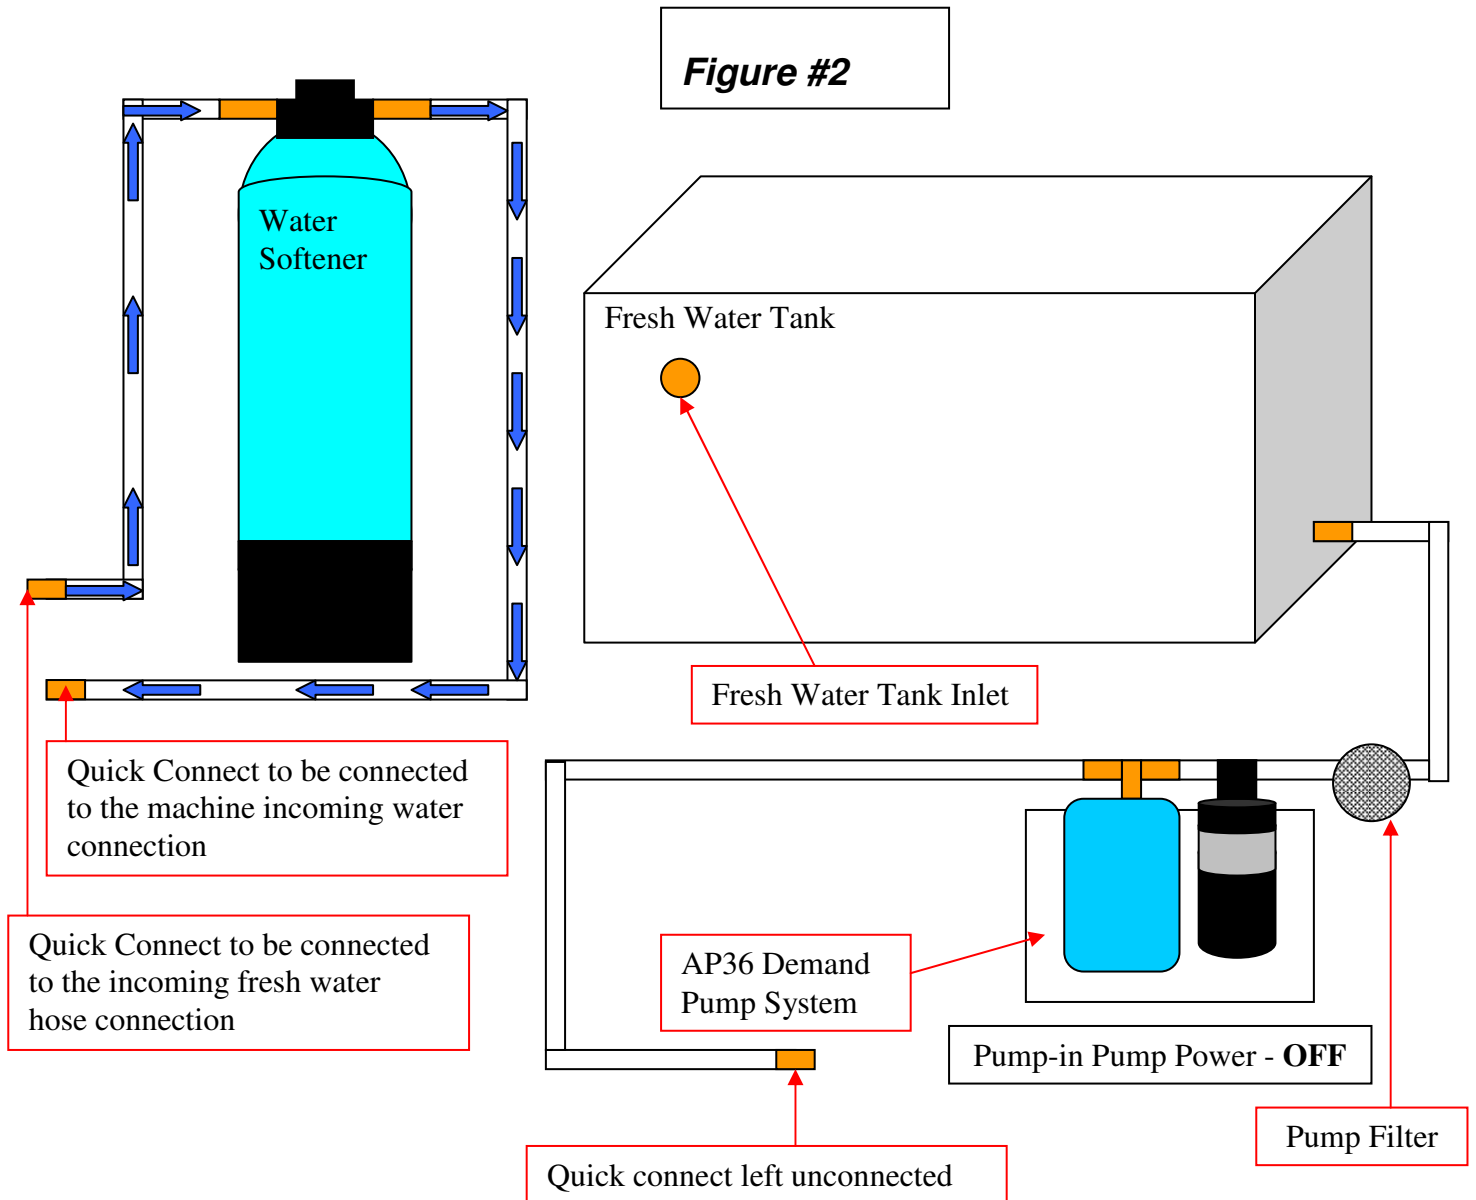 Figure #2
Water
Softener
Fresh Water Tank
Fresh Water Tank Inlet
Quick Connect to be connected
to the machine incoming water
connection
Quick Connect to be connected
to the incoming fresh water
hose connection
AP36 Demand
Pump System
Pump-in Pump Power - OFF
Pump Filter
Quick connect left unconnected